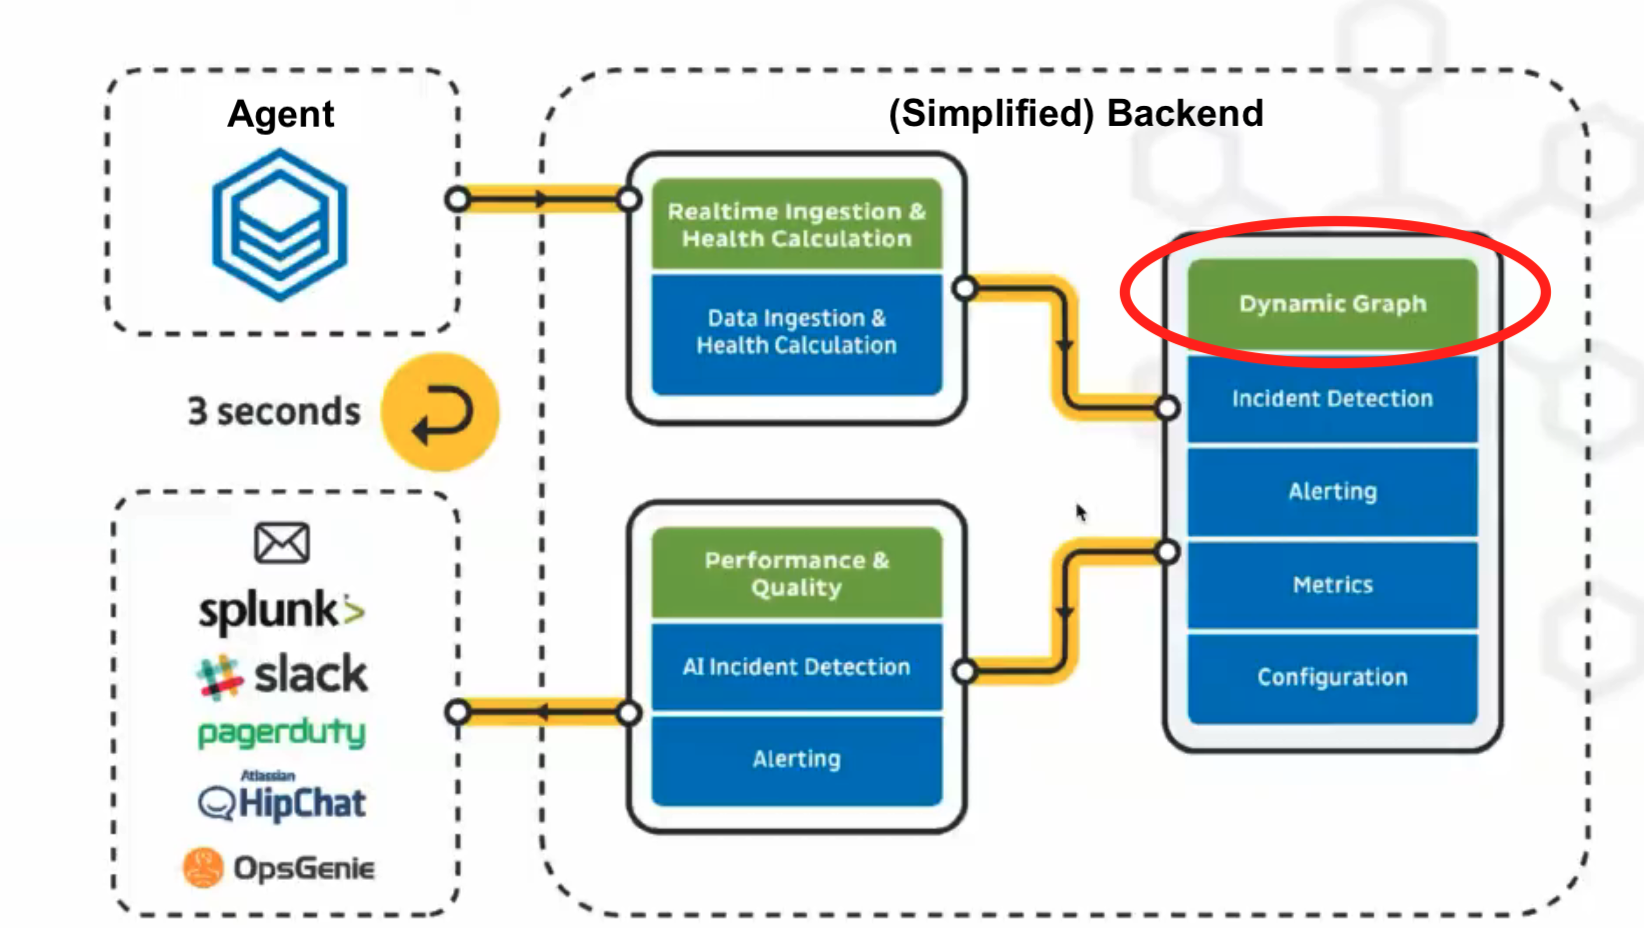 Agent
(Simplified) Backend
Realtime Ingestion &
Health Calculation
Data Ingestion &
Health Calculation
Dynamic Graph
Incident Detection
Alerting
Metrics
Configuration
3 seconds
Performance &
Quality
AI Incident Detection
Alerting
splunk>
slack
pagerduty
Atlassian
HipChat
OpsGenie